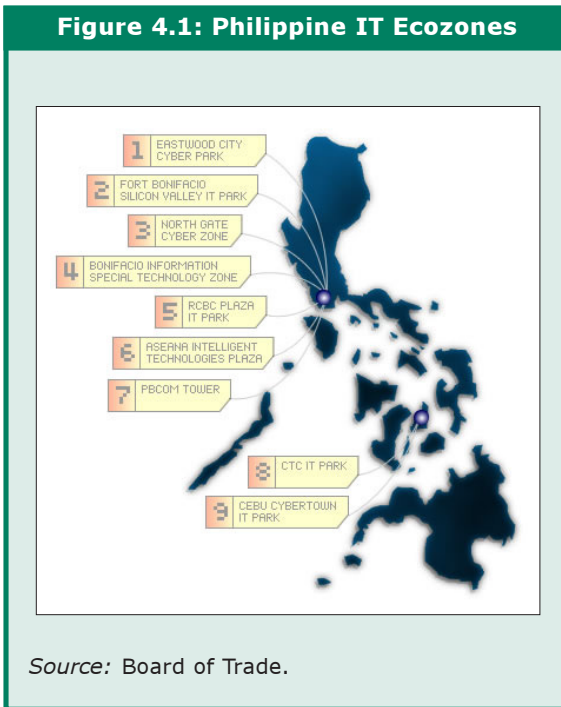 Figure 4.1: Philippine IT Ecozones
1
EASTWOOD CITY
CYBER PARK
2
FORT BONIFACIO
SILICON VALLEY IT PARK
3
NORTH GATE
CYBER ZONE
4
BONIFACIO INFORMATION
SPECIAL TECHNOLOGY ZONE
5
RCBC PLAZA
IT PARK
6
ASEANA INTELLIGENT
TECHNOLOGIES PLAZA
7
PBCOM TOWER
8
CTC IT PARK
9
CEBU CYBERTOWN
IT PARK
Source: Board of Trade.